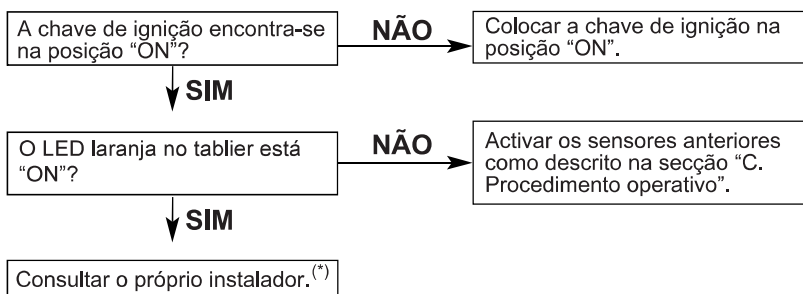 A chave de ignição encontra-se
na posição “ON”?
NÃO
Colocar a chave de ignição na
posição “ON”.
SIM
O LED laranja no tablier está
“ON”?
NÃO
Activar os sensores anteriores
como descrito na secção “C.
Procedimento operativo”.
SIM
Consultar o próprio instalador.(*)